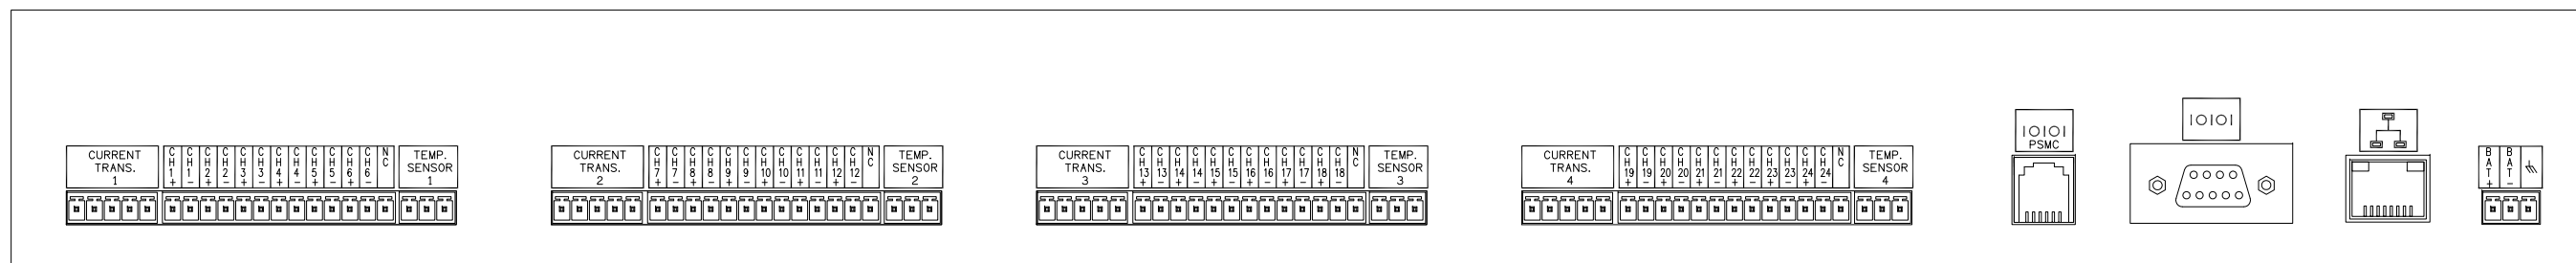 CURRENT
TRANS.
1
CH1+ CH1- CH2+ CH2- CH3+ CH3- CH4+ CH4- CH5+ CH5- CH6+ CH6- NC
TEMP.
SENSOR
1
CURRENT
TRANS.
2
CH7+ CH7- CH8+ CH8- CH9+ CH9- CH10+ CH10- CH11+ CH11- CH12+ CH12- NC
TEMP.
SENSOR
2
CURRENT
TRANS.
3
CH13+ CH13- CH14+ CH14- CH15+ CH15- CH16+ CH16- CH17+ CH17- CH18+ CH18- NC
TEMP.
SENSOR
3
CURRENT
TRANS.
4
CH19+ CH19- CH20+ CH20- CH21+ CH21- CH22+ CH22- CH23+ CH23- CH24+ CH24- NC
TEMP.
SENSOR
4
IOIOI
PSMC
IOIOI
BAT+ BAT-